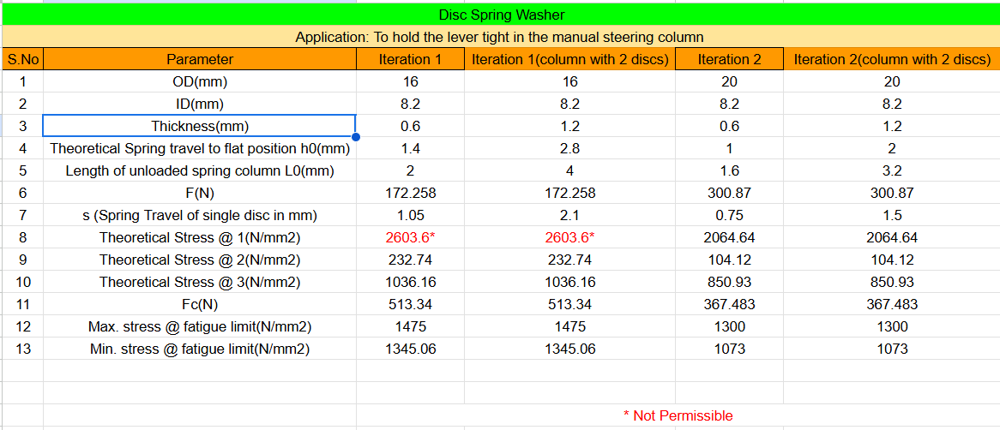 Disc Spring Washer
Application: To hold the lever tight in the manual steering column
S.No Parameter Iteration 1 Iteration 1(column with 2 discs) Iteration 2 Iteration 2(column with 2 discs)
1 OD(mm) 16 16 20 20
2 ID(mm) 8.2 8.2 8.2 8.2
3 Thickness(mm) 0.6 1.2 0.6 1.2
4 Theoretical Spring travel to flat position h0(mm) 1.4 2.8 1 2
5 Length of unloaded spring column L0(mm) 2 4 1.6 3.2
6 F(N) 172.258 172.258 300.87 300.87
7 s (Spring Travel of single disc in mm) 1.05 2.1 0.75 1.5
8 Theoretical Stress @ 1(N/mm2) 2603.6* 2603.6* 2064.64 2064.64
9 Theoretical Stress @ 2(N/mm2) 232.74 232.74 104.12 104.12
10 Theoretical Stress @ 3(N/mm2) 1036.16 1036.16 850.93 850.93
11 Fc(N) 513.34 513.34 367.483 367.483
12 Max. stress @ fatigue limit(N/mm2) 1475 1475 1300 1300
13 Min. stress @ fatigue limit(N/mm2) 1345.06 1345.06 1073 1073
* Not Permissible